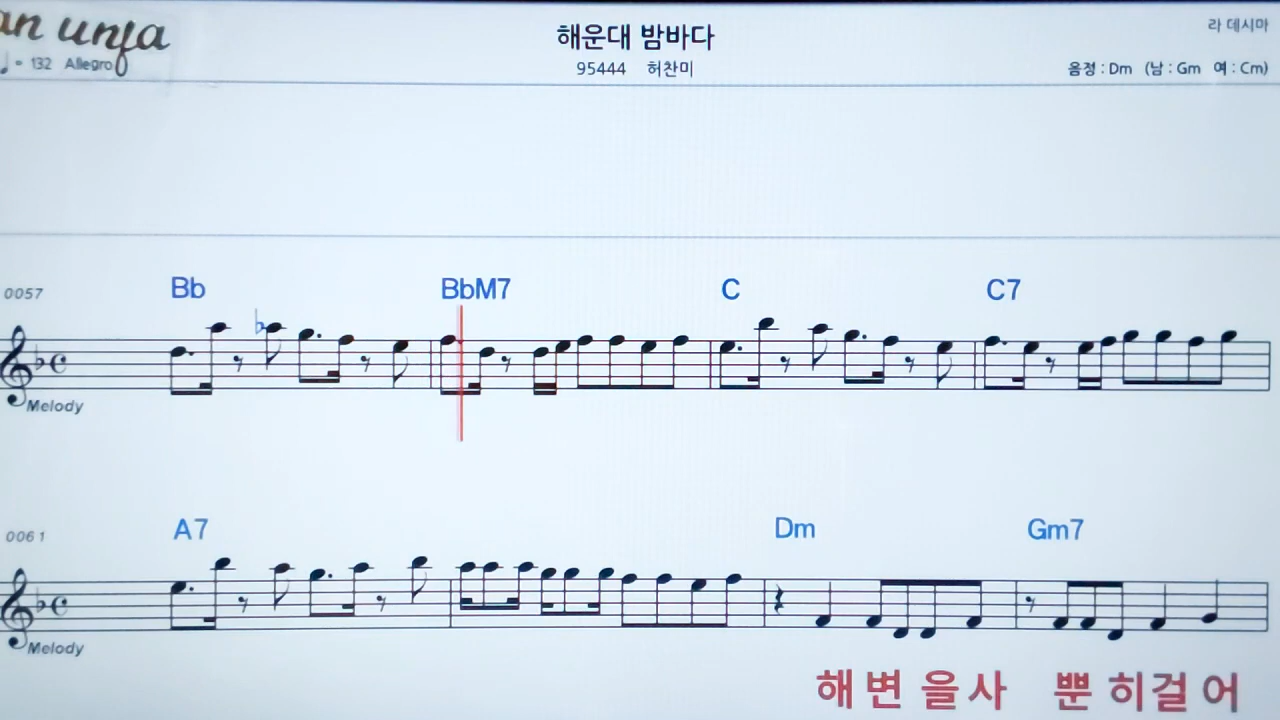 an unja
해운대 밤바다
라 데시마
♩ = 132 Allegro
95444 허찬미
음정 : Dm (남 : Gm 여 : Cm)
0057
Bb BbM7 C C7
Melody
0061
A7 Dm Gm7
Melody
해변 을사 뿐히걸어